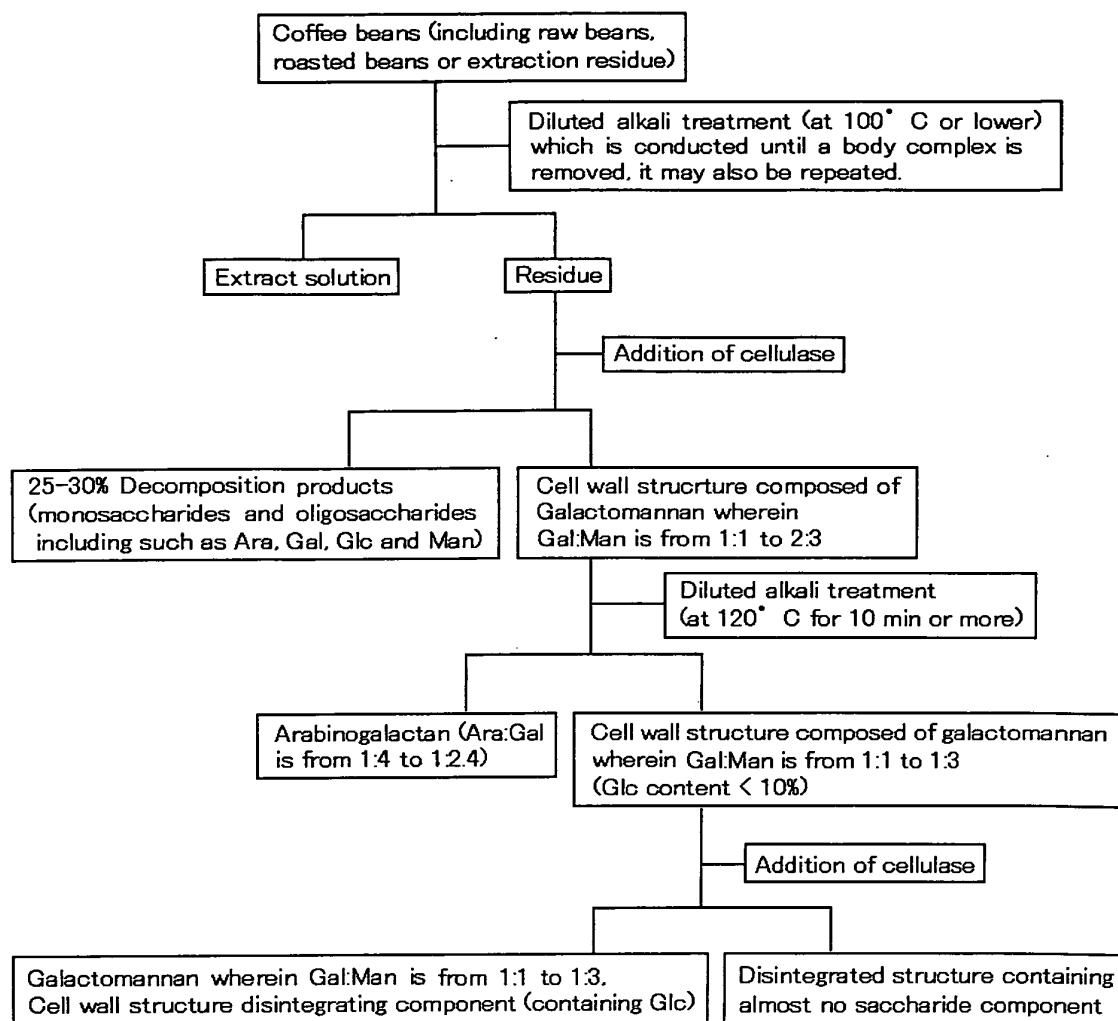 Coffee beans (including raw beans,
roasted beans or extraction residue)
Diluted alkali treatment (at 100° C or lower)
which is conducted until a body complex is
removed, it may also be repeated.
Extract solution
Residue
Addition of cellulase
25-30% Decomposition products
(monosaccharides and oligosaccharides
including such as Ara, Gal, Glc and Man)
Cell wall strucrture composed of
Galactomannan wherein
Gal:Man is from 1:1 to 2:3
Diluted alkali treatment
(at 120° C for 10 min or more)
Arabinogalactan (Ara:Gal
is from 1:4 to 1:2.4)
Cell wall structure composed of galactomannan
wherein Gal:Man is from 1:1 to 1:3
(Glc content < 10%)
Addition of cellulase
Galactomannan wherein Gal:Man is from 1:1 to 1:3,
Cell wall structure disintegrating component (containing Glc)
Disintegrated structure containing
almost no saccharide component